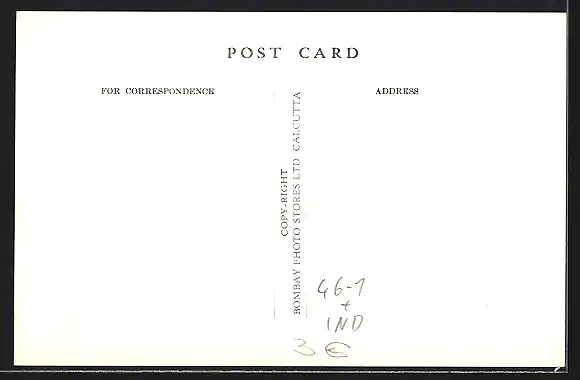 POST CARD
FOR CORRESPONDENCE
ADDRESS
COPY-RIGHT
BOMBAY PHOTO STORES LTD CALCUTTA
46-1
+
IND
3 €